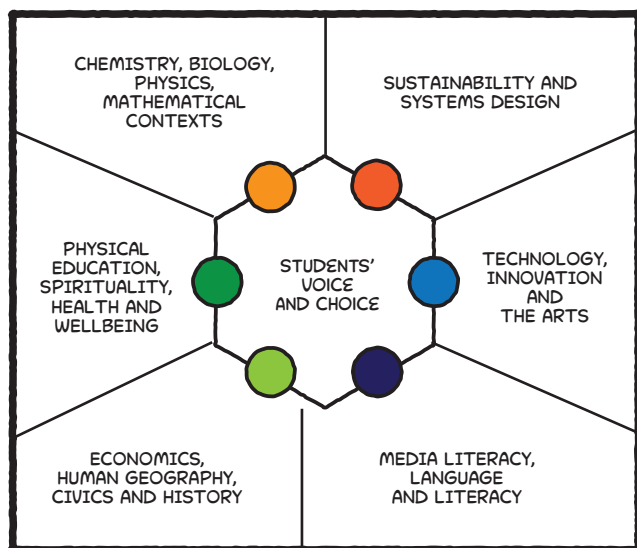 CHEMISTRY, BIOLOGY,
PHYSICS,
MATHEMATICAL
CONTEXTS
SUSTAINABILITY AND
SYSTEMS DESIGN
PHYSICAL
EDUCATION,
SPIRITUALITY,
HEALTH AND
WELLBEING
STUDENTS'
VOICE
AND CHOICE
TECHNOLOGY,
INNOVATION
AND
THE ARTS
ECONOMICS,
HUMAN GEOGRAPHY,
CIVICS AND HISTORY
MEDIA LITERACY,
LANGUAGE
AND LITERACY